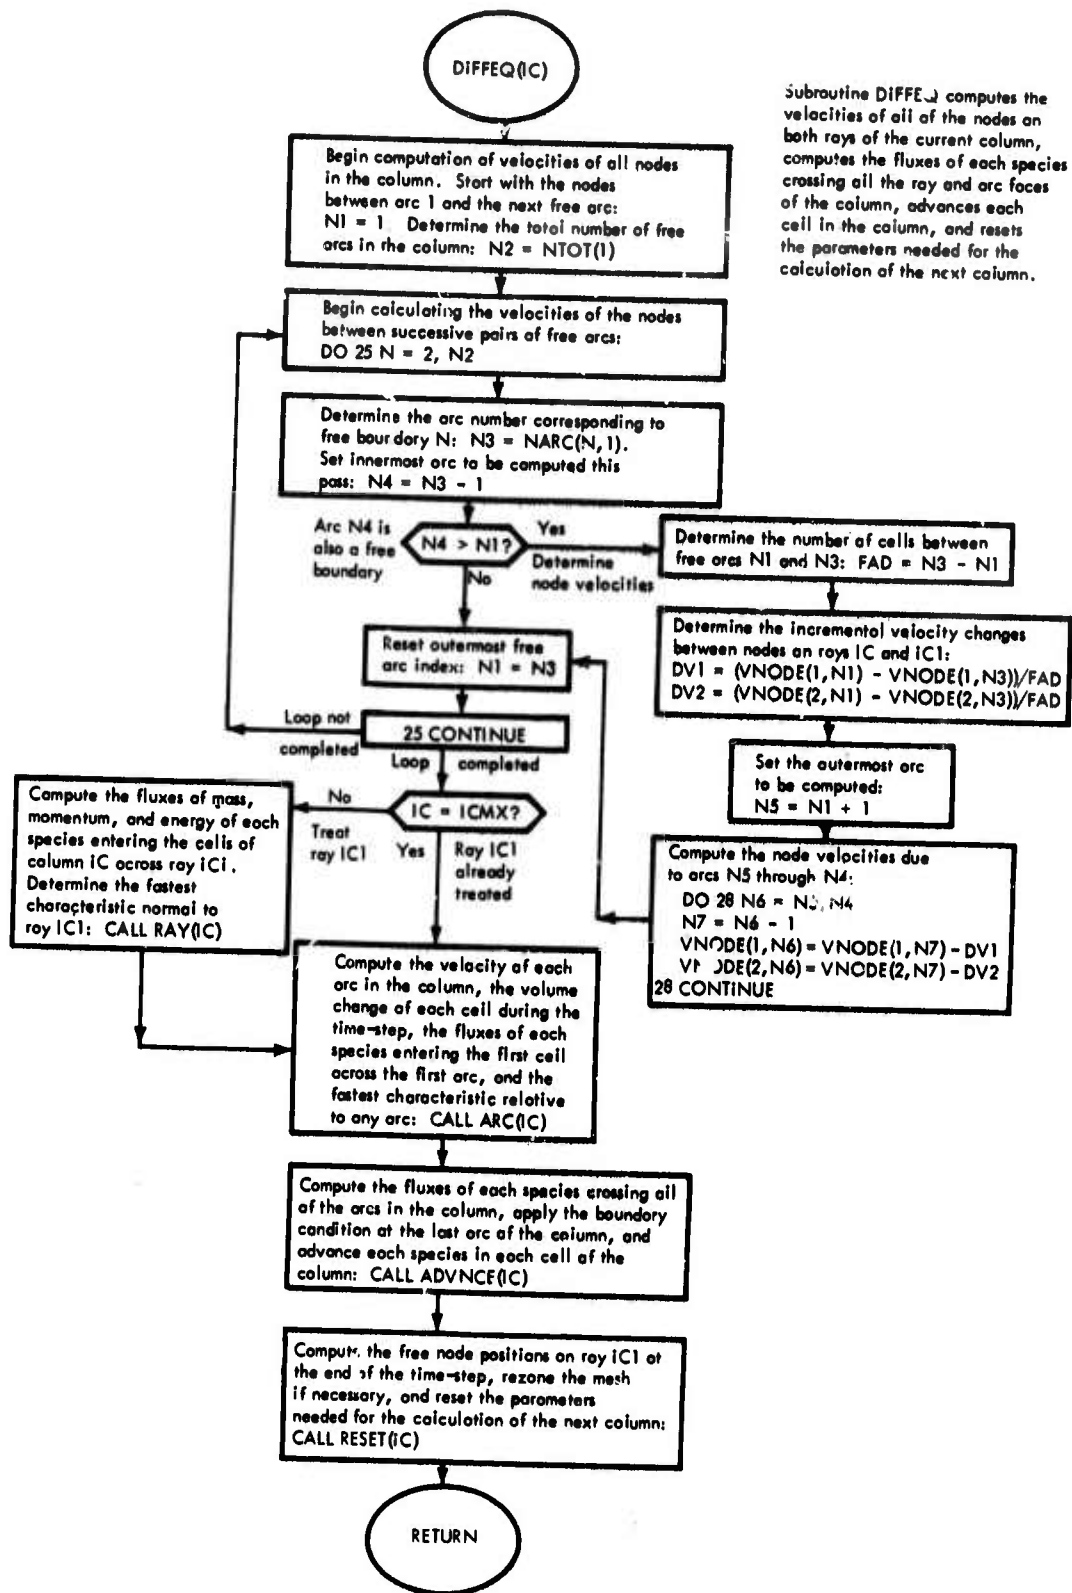 DIFFEQ(IC)
Subroutine DIFFEQ computes the
velocities of all of the nodes on
both rays of the current column,
computes the fluxes of each species
crossing all the ray and arc faces
of the column, advances each
cell in the column, and resets
the parameters needed for the
calculation of the next column.
Begin computation of velocities of all nodes
in the column. Start with the nodes
between arc 1 and the next free arc:
N1 = 1 Determine the total number of free
arcs in the column: N2 = NTOT(1)
Begin calculating the velocities of the nodes
between successive pairs of free arcs:
DO 25 N = 2, N2
Determine the arc number corresponding to
free boundary N: N3 = NARC(N,1).
Set innermost arc to be computed this
pass: N4 = N3 - 1
Arc N4 is
also a free
boundary
N4 > N1?
Yes
Determine
node velocities
No
Determine the number of cells between
free arcs N1 and N3: FAD = N3 - N1
Determine the incremental velocity changes
between nodes on rays IC and IC1:
DV1 = (VNODE(1,N1) - VNODE(1,N3))/FAD
DV2 = (VNODE(2,N1) - VNODE(2,N3))/FAD
Set the outermost arc
to be computed:
N5 = N1 + 1
Compute the node velocities due
to arcs N5 through N4:
DO 28 N6 = N5, N4
N7 = N6 - 1
VNODE(1,N6) = VNODE(1,N7) - DV1
VNODE(2,N6) = VNODE(2,N7) - DV2
28 CONTINUE
Reset outermost free
arc index: N1 = N3
Loop not
completed
25 CONTINUE
Loop completed
IC = ICMX?
No
Treat
ray IC1
Yes
Ray IC1
already
treated
Compute the fluxes of mass,
momentum, and energy of each
species entering the cells of
column IC across ray IC1.
Determine the fastest
characteristic normal to
ray IC1: CALL RAY(IC)
Compute the velocity of each
arc in the column, the volume
change of each cell during the
time-step, the fluxes of each
species entering the first cell
across the first arc, and the
fastest characteristic relative
to any arc: CALL ARC(IC)
Compute the fluxes of each species crossing all
of the arcs in the column, apply the boundary
condition at the last arc of the column, and
advance each species in each cell of the
column: CALL ADVNCE(IC)
Compute the free node positions on ray IC1 at
the end of the time-step, rezone the mesh
if necessary, and reset the parameters
needed for the calculation of the next column:
CALL RESET(IC)
RETURN